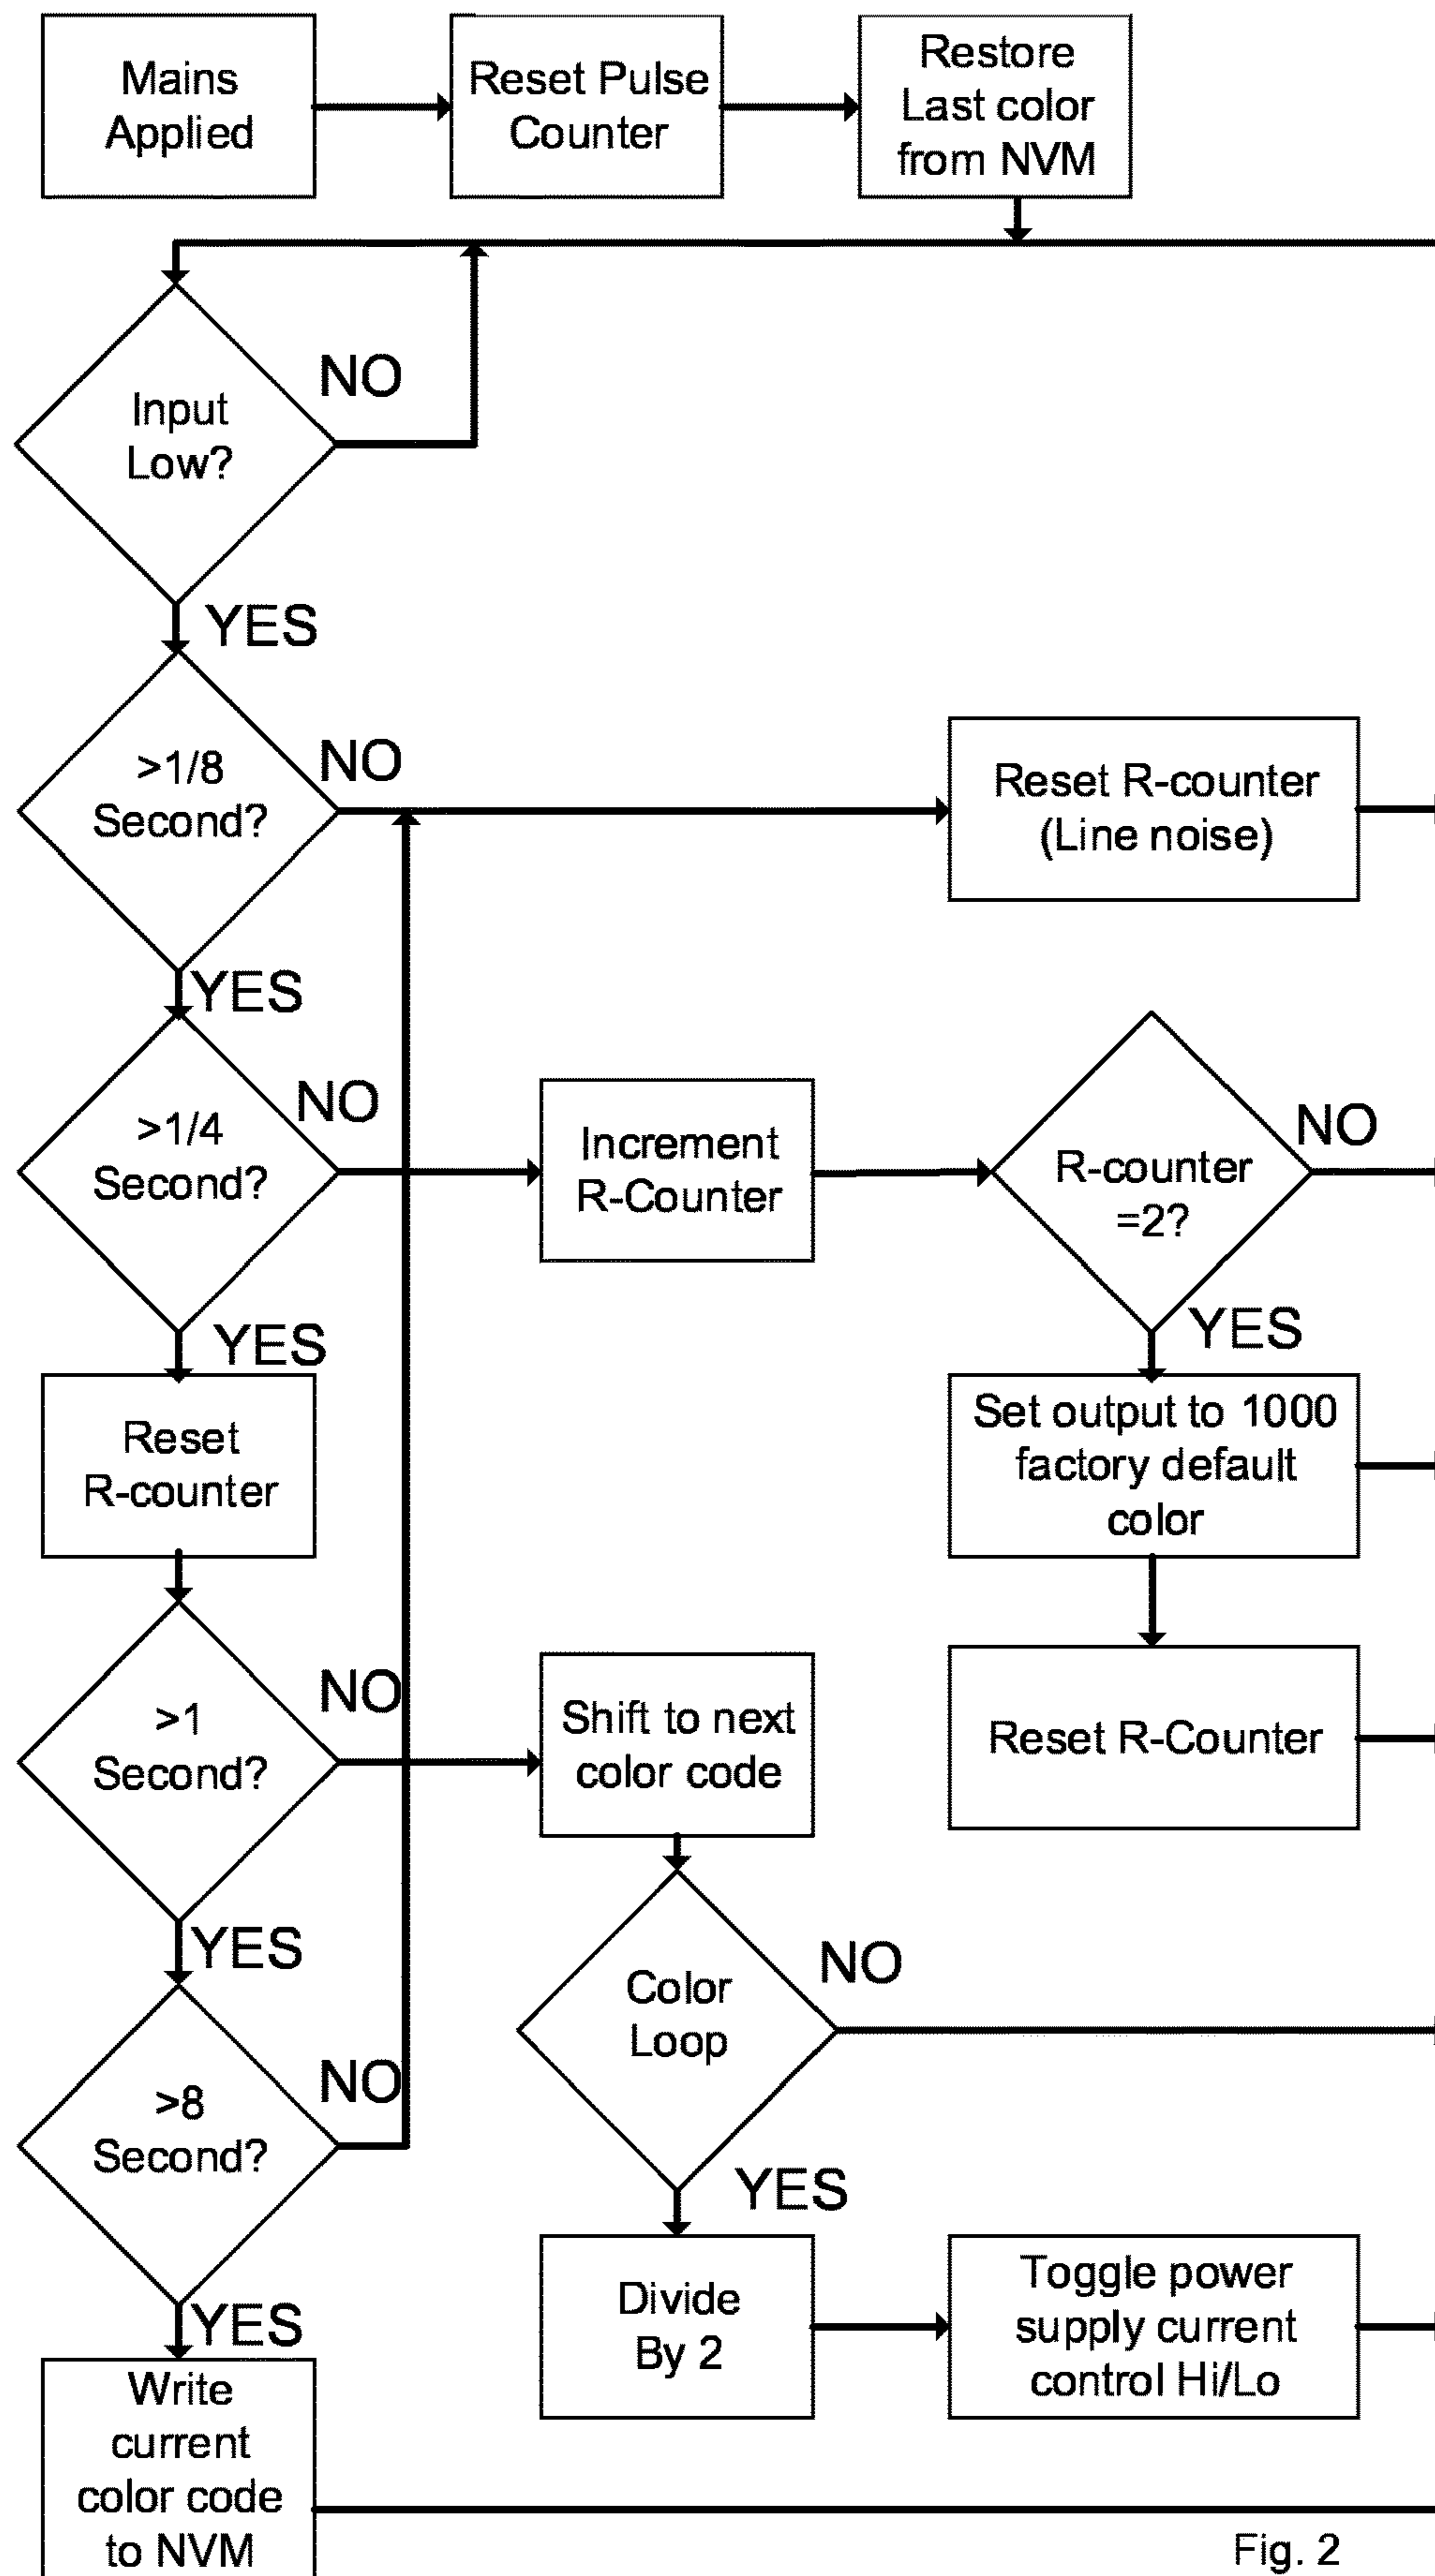 Mains
Applied
Reset Pulse
Counter
Restore
Last color
from NVM
Input
Low?
NO
YES
>1/8
Second?
NO
Reset R-counter
(Line noise)
YES
>1/4
Second?
NO
Increment
R-Counter
R-counter
=2?
NO
YES
YES
Reset
R-counter
Set output to 1000
factory default
color
>1
Second?
NO
Shift to next
color code
Reset R-Counter
YES
Color
Loop
NO
>8
Second?
NO
YES
YES
Divide
By 2
Toggle power
supply current
control Hi/Lo
Write
current
color code
to NVM
Fig. 2